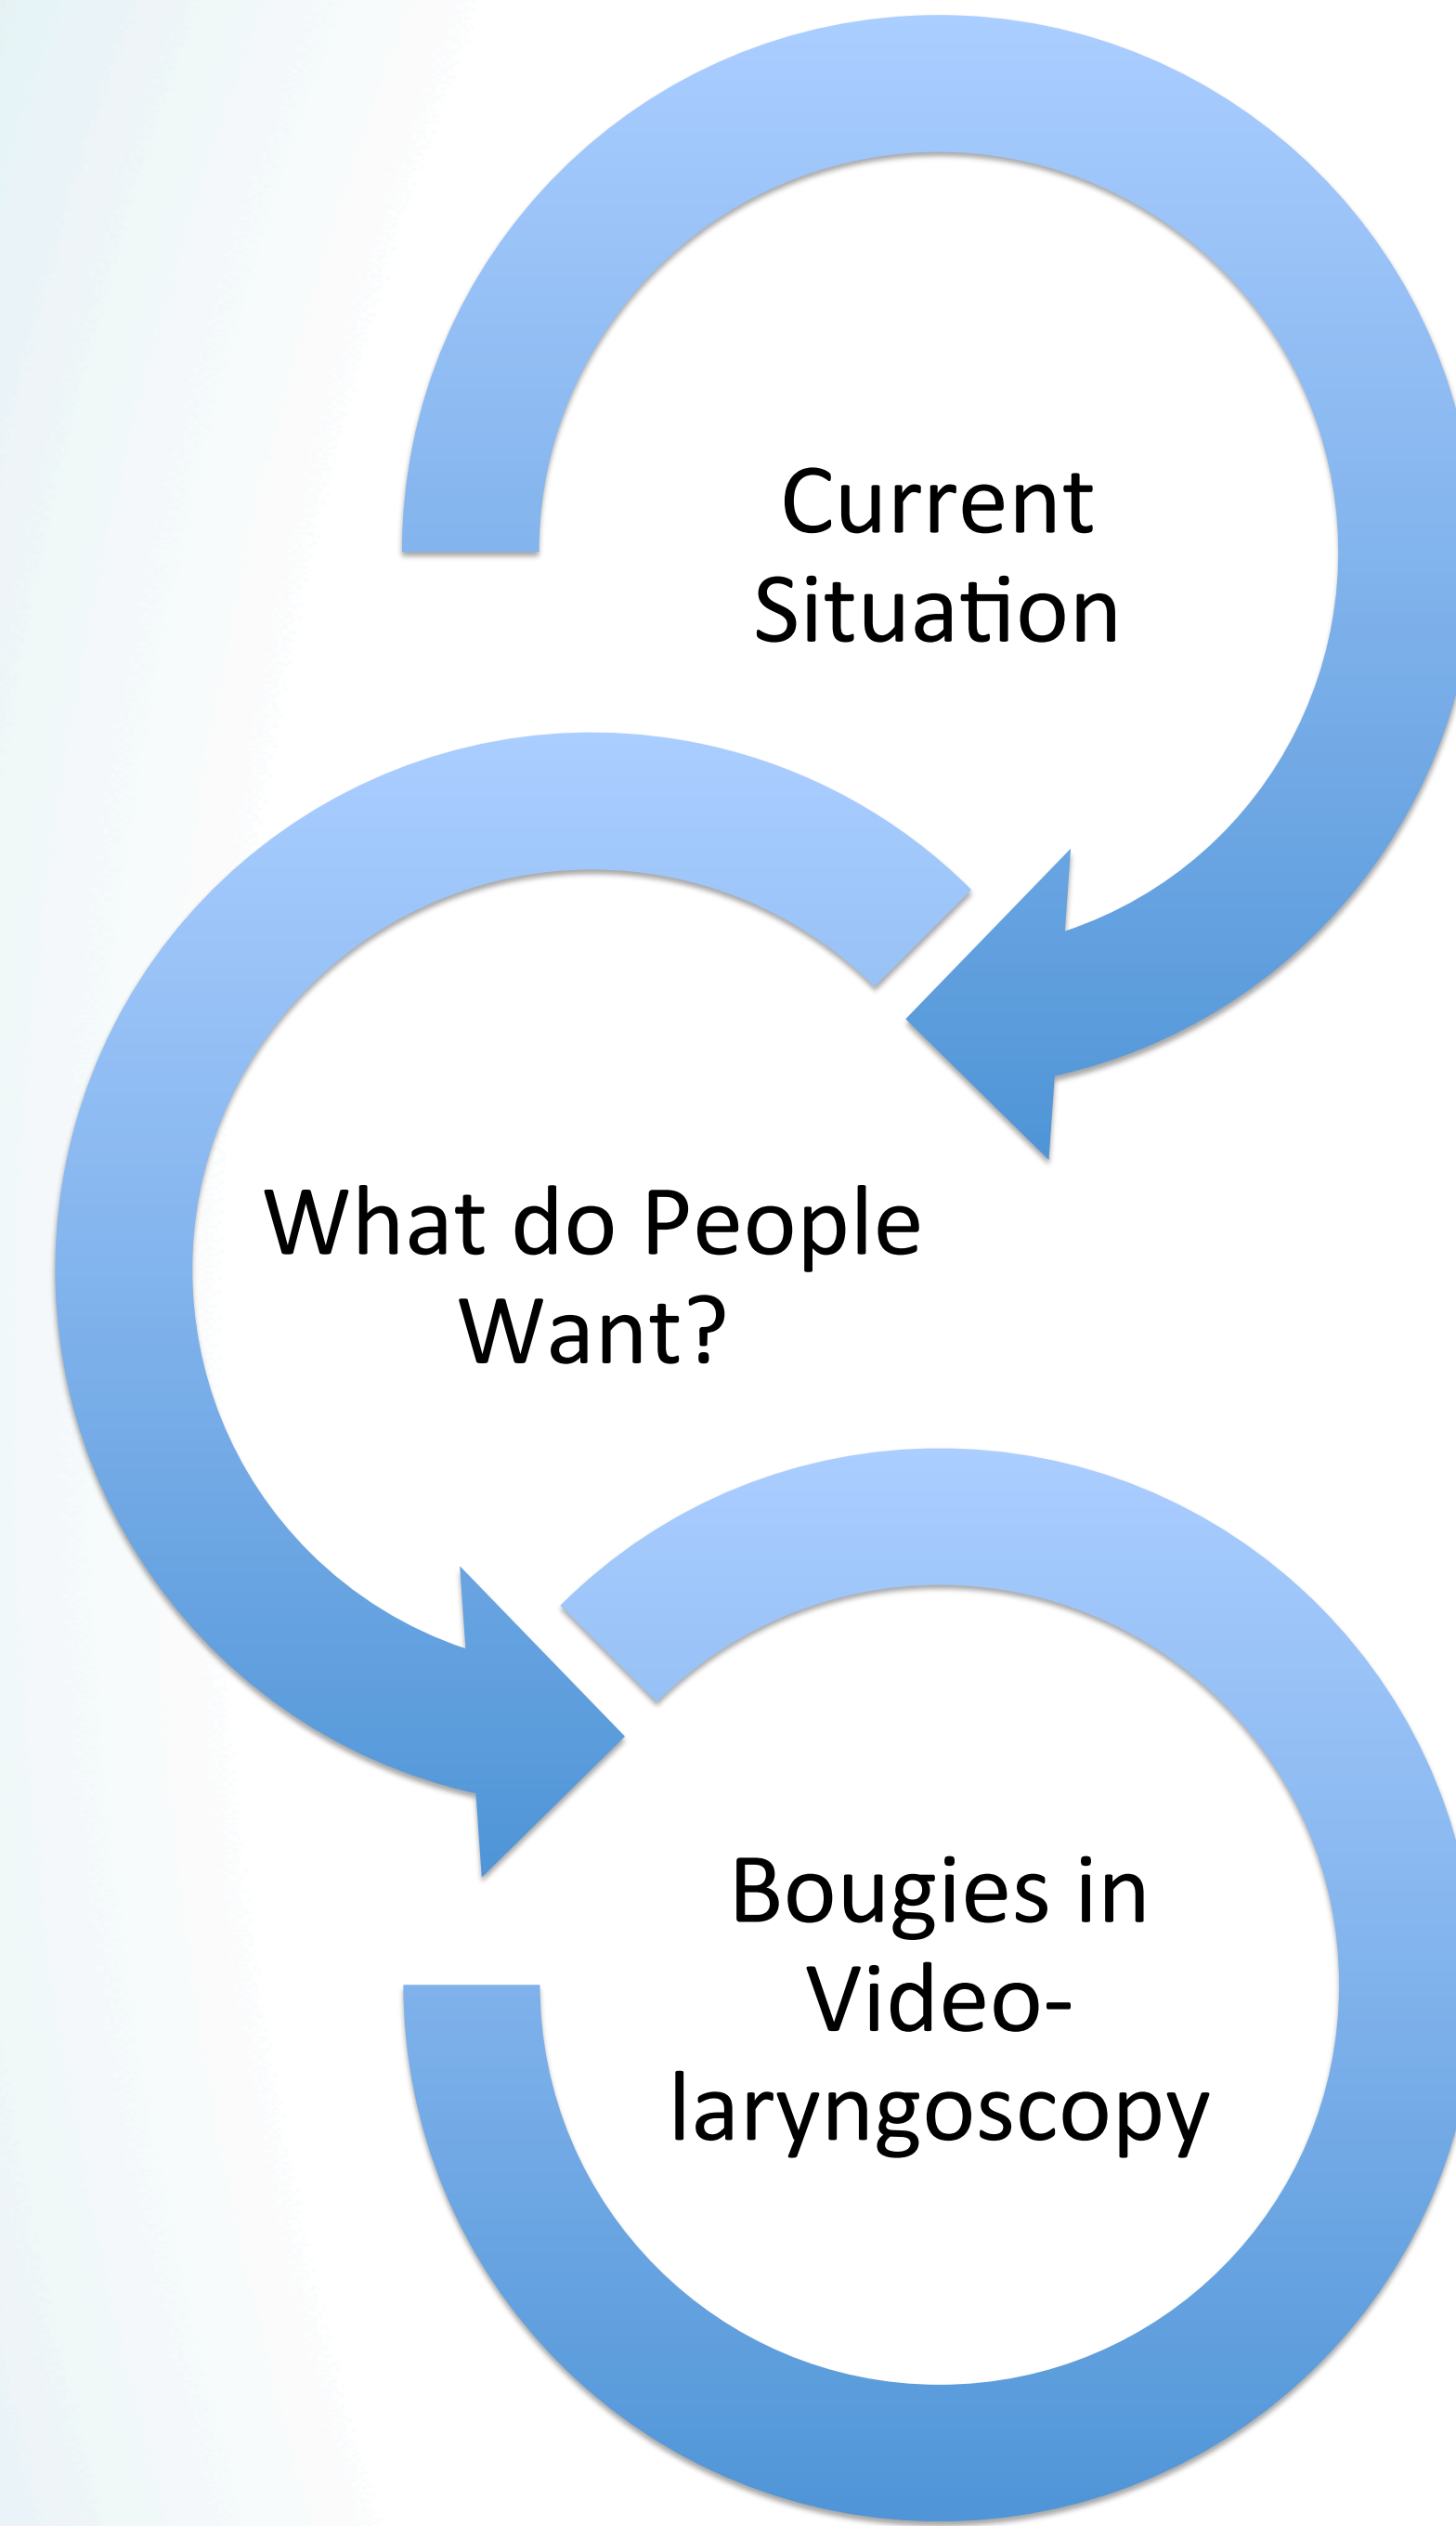 Current
Situation
What do People
Want?
Bougies in
Video-
laryngoscopy